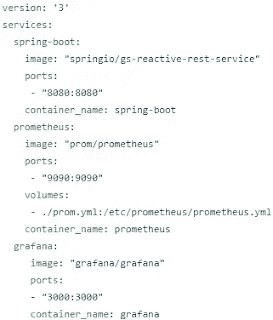 version: '3'
services:
  spring-boot:
    image: "springio/gs-reactive-rest-service"
    ports:
     - "8080:8080"
    container_name: spring-boot
  prometheus:
    image: "prom/prometheus"
    ports:
     - "9090:9090"
    volumes:
     - ./prom.yml:/etc/prometheus/prometheus.yml
    container_name: prometheus
  grafana:
     image: "grafana/grafana"
     ports:
     - "3000:3000"
     container_name: grafana